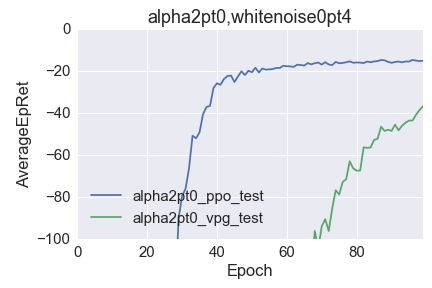 alpha2pt0,whitenoise0pt4
AverageEpRet
0
−20
−40
−60
−80
−100
alpha2pt0_ppo_test
alpha2pt0_vpg_test
0 20 40 60 80
Epoch